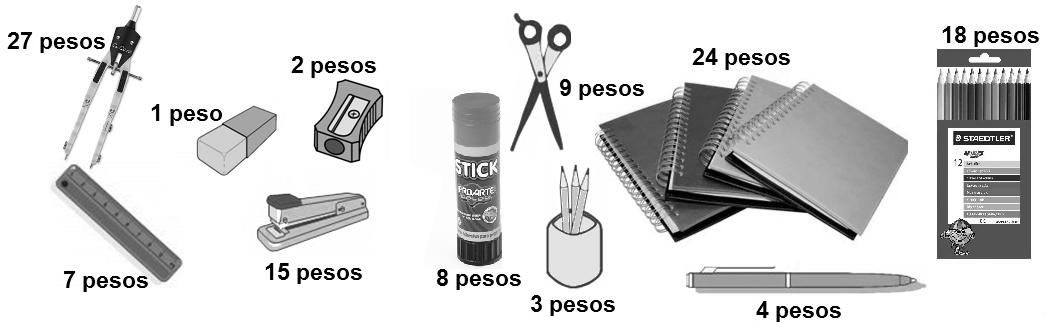 27 pesos
2 pesos
1 peso
9 pesos
24 pesos
18 pesos
STICK
PROARTE
STAEDTLER
12
7 pesos
15 pesos
8 pesos
3 pesos
4 pesos